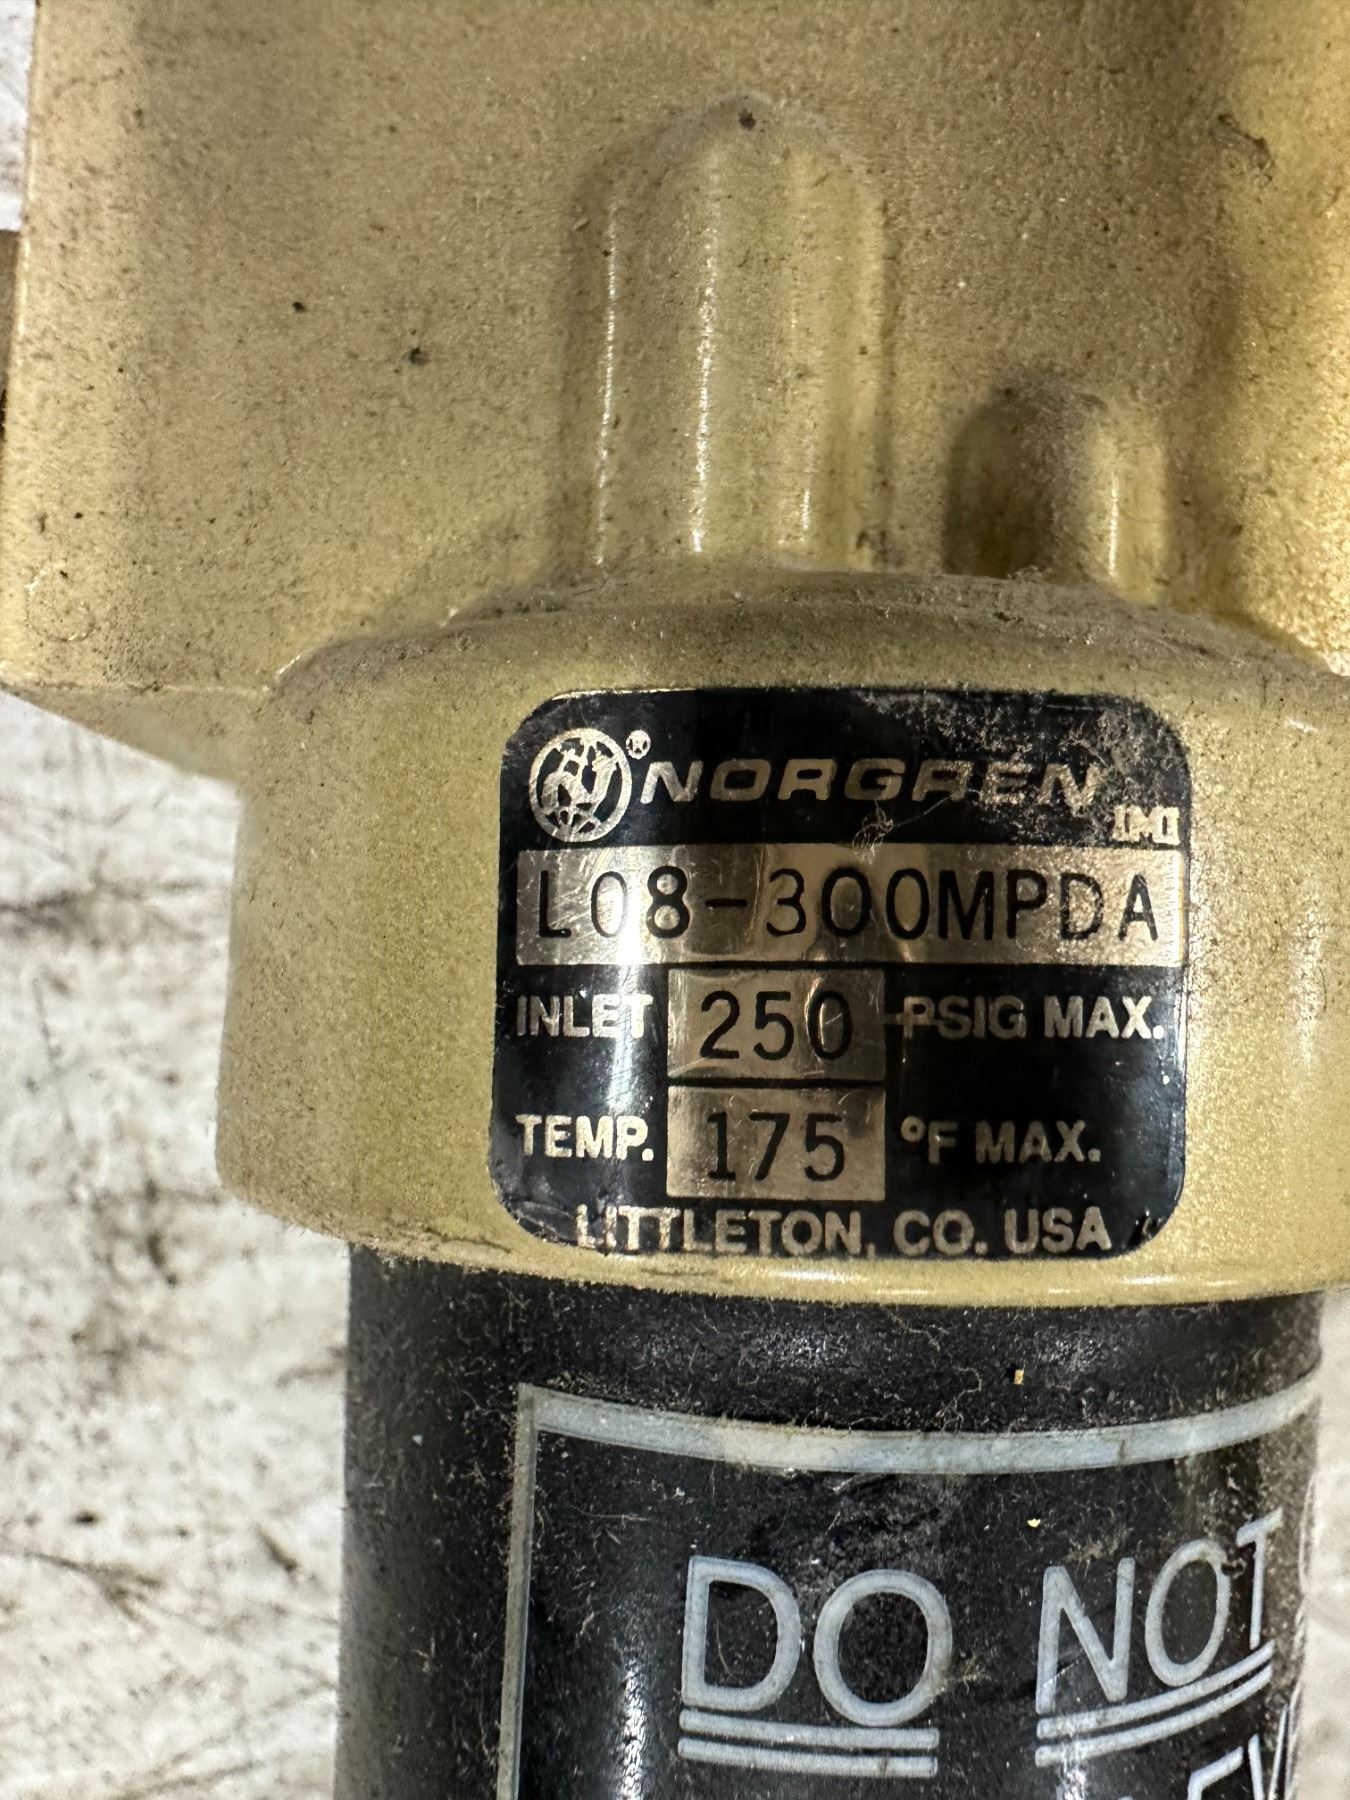 ® NORGREN
IMI
L08-300MPDA
INLET 250 PSIG MAX.
TEMP. 175 °F MAX.
LITTLETON, CO. USA
DO NOT